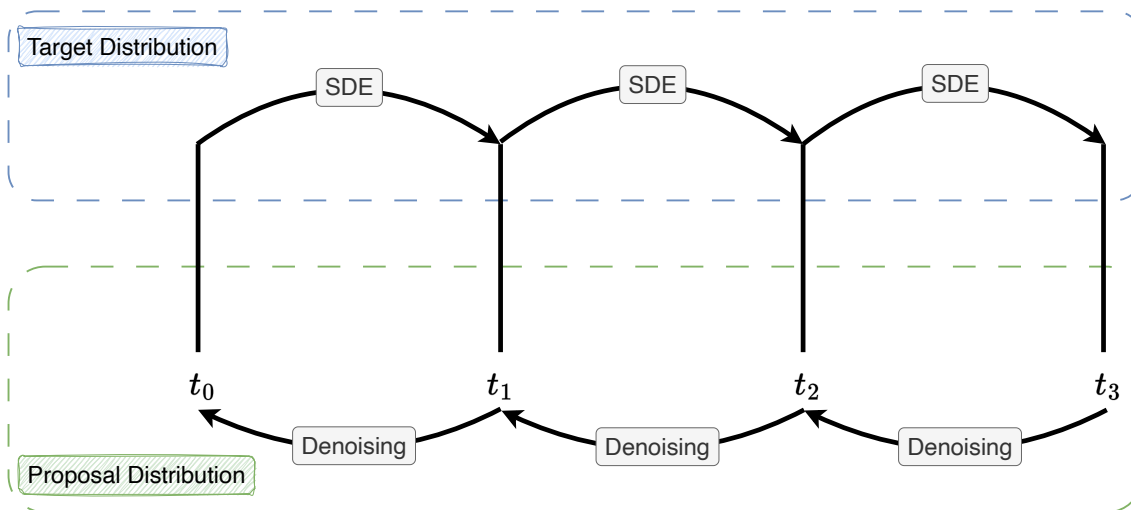 Target Distribution
SDE SDE SDE
t₀ t₁ t₂ t₃
Denoising Denoising Denoising
Proposal Distribution